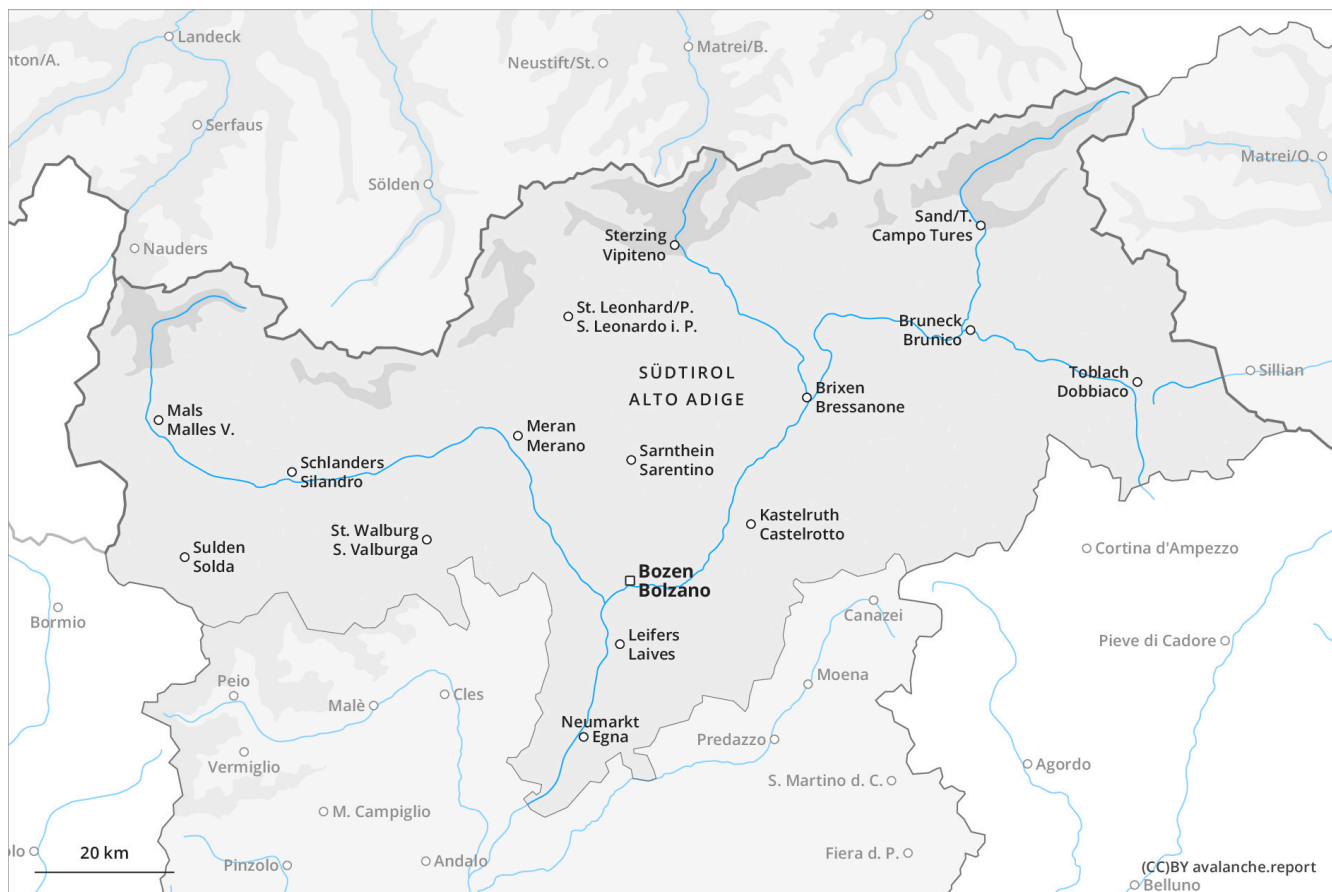 Landeck
nton/A.
Neustift/St.
Matrei/B.
Serfaus
Matrei/O.
Sölden
Sand/T.
Campo Tures
Sterzing
Vipiteno
Nauders
St. Leonhard/P.
S. Leonardo i. P.
Bruneck
Brunico
SÜDTIROL
ALTO ADIGE
Toblach
Dobbiaco
Sillian
Brixen
Bressanone
Mals
Malles V.
Meran
Merano
Sarnthein
Sarentino
Schlanders
Silandro
Kastelruth
Castelrotto
St. Walburg
S. Valburga
Sulden
Solda
Cortina d'Ampezzo
Bozen
Bolzano
Bormio
Canazei
Leifers
Laives
Pieve di Cadore
Peio
Moena
Malè
Cles
Neumarkt
Egna
Predazzo
Vermiglio
Agordo
S. Martino d. C.
M. Campiglio
olo
20 km
Pinzolo
Andalo
Fiera d. P.
(CC)BY avalanche.report
Belluno